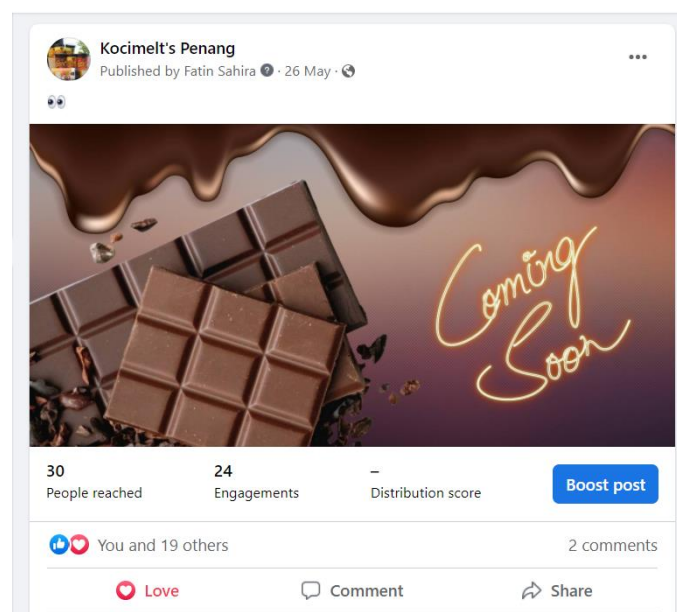 Kocimelt's Penang
Published by Fatin Sahira · 26 May ·
👀
Coming
Soon
30
People reached
24
Engagements
–
Distribution score
Boost post
You and 19 others
2 comments
Love
Comment
Share